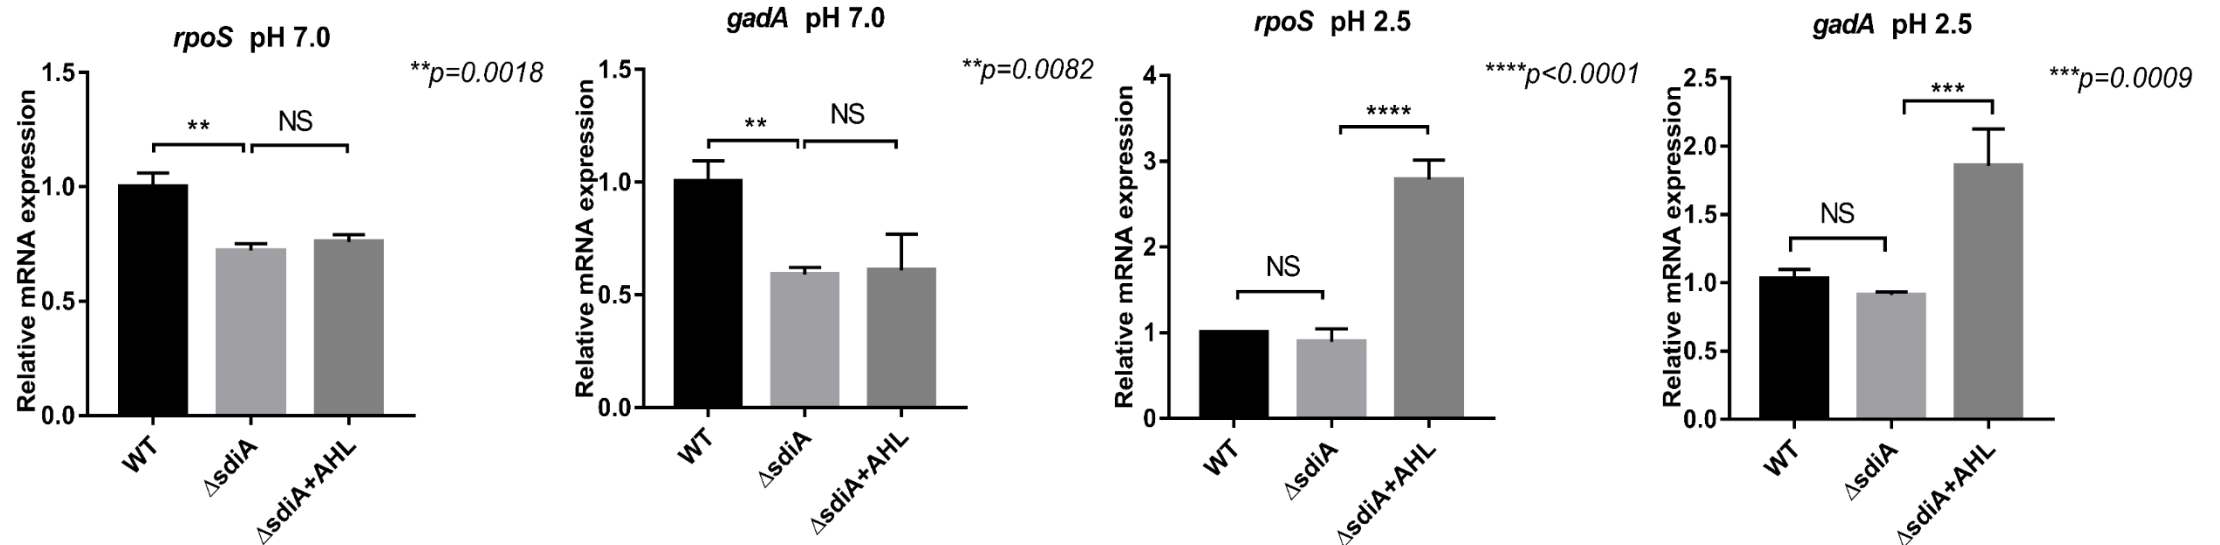 rpoS pH 7.0
**p=0.0018
Relative mRNA expression
1.5
1.0
0.5
0.0
**
NS
WT
ΔsdiA
ΔsdiA+AHL
gadA pH 7.0
**p=0.0082
Relative mRNA expression
1.5
1.0
0.5
0.0
**
NS
WT
ΔsdiA
ΔsdiA+AHL
rpoS pH 2.5
****p<0.0001
Relative mRNA expression
4
3
2
1
0
NS
****
WT
ΔsdiA
ΔsdiA+AHL
gadA pH 2.5
***p=0.0009
Relative mRNA expression
2.5
2.0
1.5
1.0
0.5
0.0
NS
***
WT
ΔsdiA
ΔsdiA+AHL